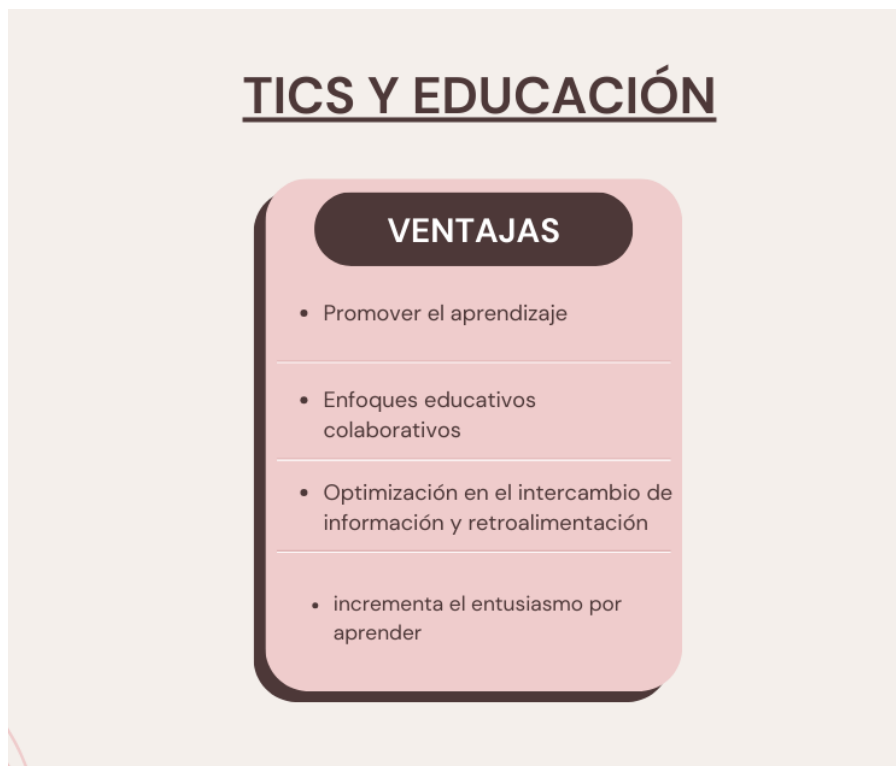 TICS Y EDUCACIÓN
VENTAJAS
• Promover el aprendizaje
• Enfoques educativos
colaborativos
• Optimización en el intercambio de
información y retroalimentación
• incrementa el entusiasmo por
aprender